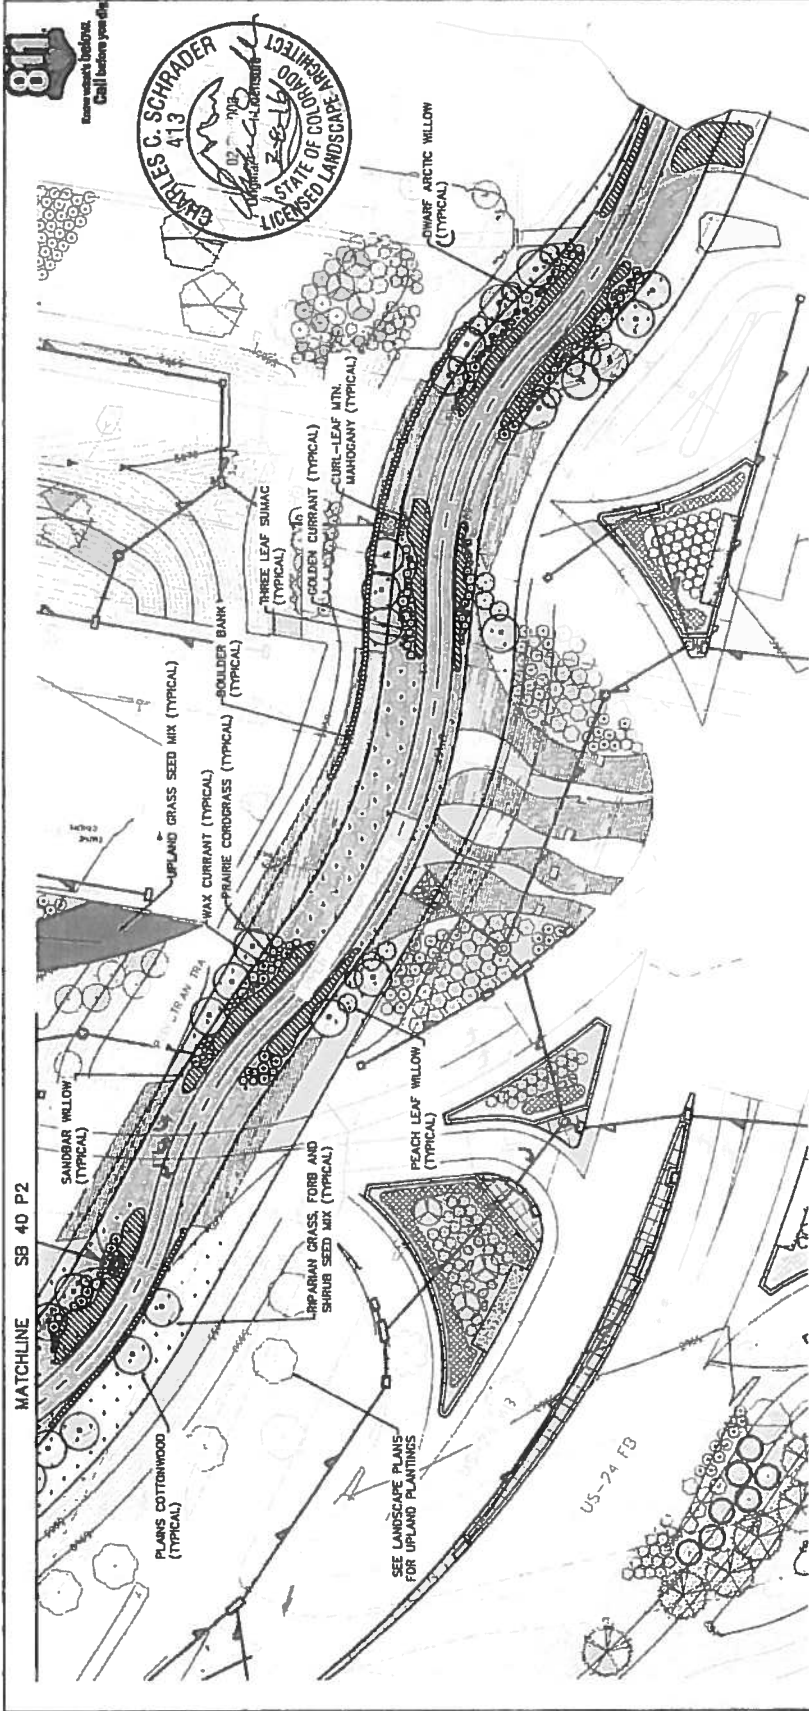 811
Know what's below.
Call before you dig.
CHARLES C. SCHRADER
413
STATE OF COLORADO
LICENSED LANDSCAPE ARCHITECT
2-8-16
MATCHLINE SB 40 P2
DWARF ARCTIC WILLOW
(TYPICAL)
CURL-LEAF MTN.
MAHOGANY (TYPICAL)
GOLDEN CURRANT (TYPICAL)
THREE LEAF SUMAC
(TYPICAL)
BOULDER BANK
(TYPICAL)
UPLAND GRASS SEED MIX (TYPICAL)
WAX CURRANT (TYPICAL)
PRAIRIE CORDGRASS (TYPICAL)
SANDBAR WILLOW
(TYPICAL)
PEACH LEAF WILLOW
(TYPICAL)
RIPARIAN GRASS, FORB AND
SHRUB SEED MIX (TYPICAL)
PLAINS COTTONWOOD
(TYPICAL)
SEE LANDSCAPE PLANS
FOR UPLAND PLANTINGS
US-24 FB